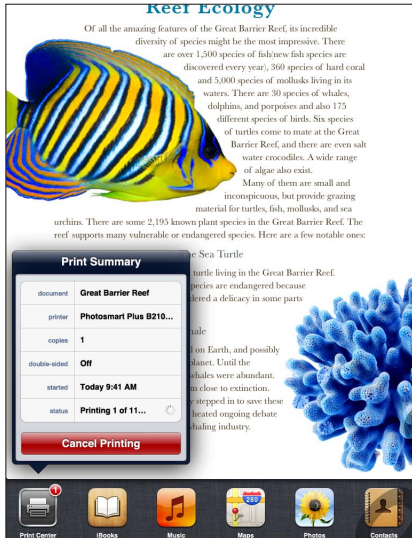 Reef Ecology
Of all the amazing features of the Great Barrier Reef, its incredible
diversity of species might be the most impressive. There
are over 1,500 species of fish(new fish species are
discovered every year), 360 species of hard coral
and 5,000 species of mollusks living in its
waters. There are 30 species of whales,
dolphins, and porpoises and also 175
different species of birds. Six species
of turtles come to mate at the Great
Barrier Reef, and there are even salt
water crocodiles. A wide range
of algae also exist.
Many of them are small and
inconspicuous, but provide grazing
material for turtles, fish, mollusks, and sea
urchins. There are some 2,195 known plant species in the Great Barrier Reef. The
reef supports many vulnerable or endangered species. Here are a few notable ones:
Sea Turtle
turtle living in the Great Barrier Reef.
species are endangered because
a delicacy in some parts
on Earth, and possibly
planet. Until the
whales were abundant.
close to extinction.
stepped in to save these
heated ongoing debate
whaling industry.
Print Summary
document Great Barrier Reef
printer Photosmart Plus B210...
copies 1
double-sided Off
started Today 9:41 AM
status Printing 1 of 11...
Cancel Printing
1
280
Print Center iBooks Music Maps Photos Contacts